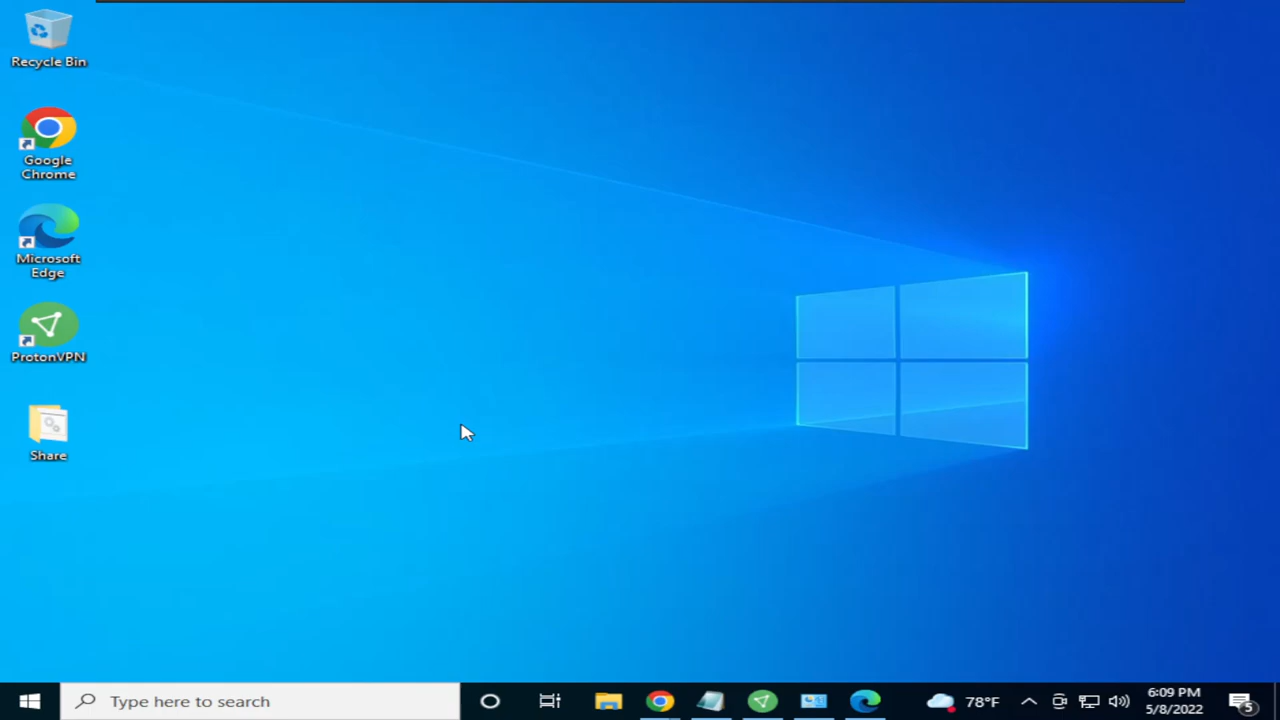 Recycle Bin
Google
Chrome
Microsoft
Edge
ProtonVPN
Share
Type here to search
78°F
6:09 PM
5/8/2022
5